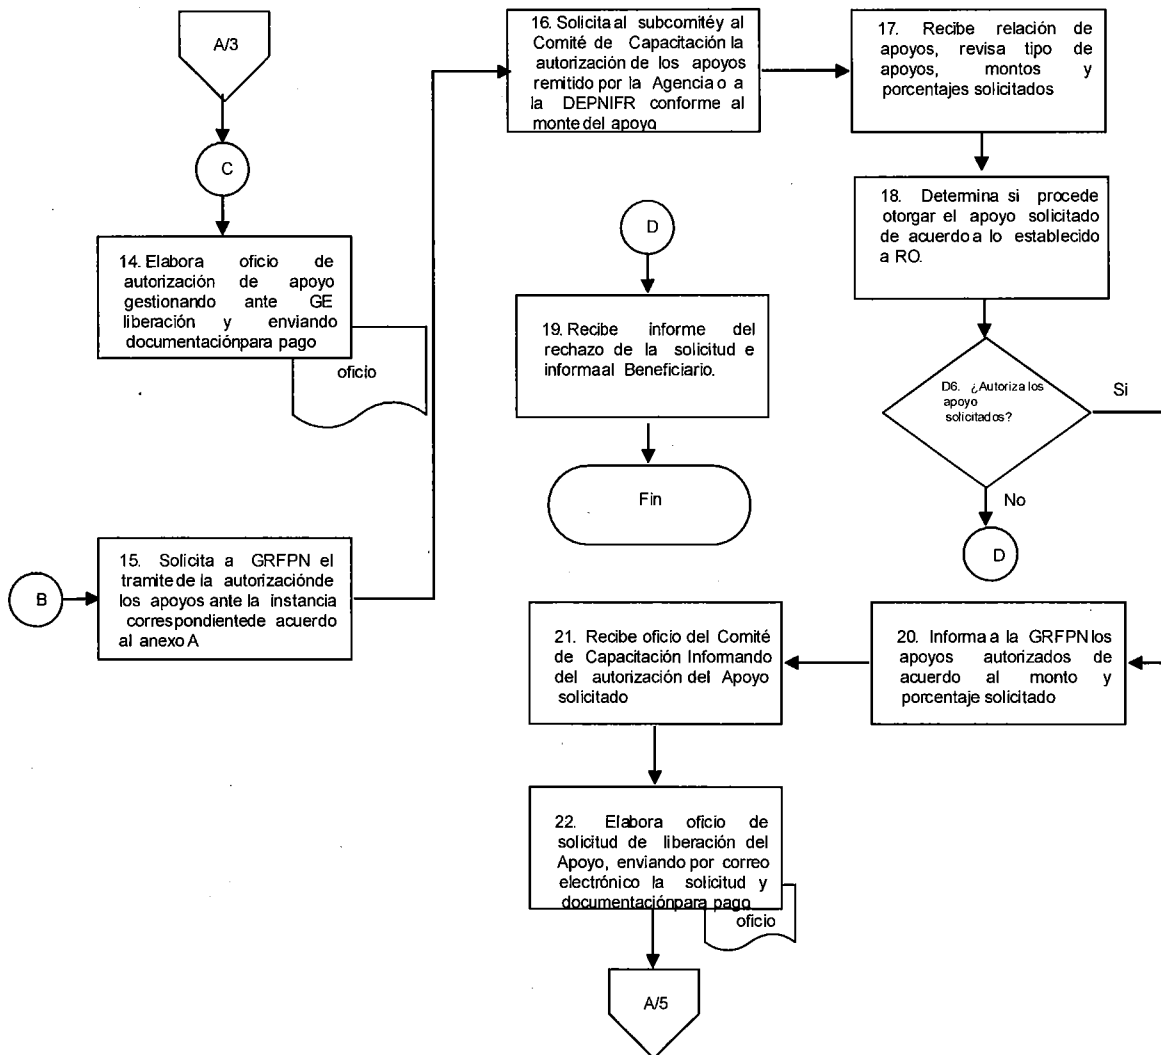 A/3
C
14. Elabora oficio de
autorización de apoyo
gestionando ante GE
liberación y enviando
documentaciónpara pago
oficio
B
15. Solicita a GRFPN el
tramite de la autorizaciónde
los apoyos ante la instancia
correspondientede acuerdo
al anexo A
16. Solicita al subcomitéy al
Comité de Capacitación la
autorización de los apoyos
remitido por la Agencia o a
la DEPNIFR conforme al
monte del apoyo
17. Recibe relación de
apoyos, revisa tipo de
apoyos, montos y
porcentajes solicitados
18. Determina si procede
otorgar el apoyo solicitado
de acuerdo a lo establecido
a RO.
D6. ¿Autoriza los
apoyo
solicitados?
Si
No
D
D
19. Recibe informe del
rechazo de la solicitud e
informa al Beneficiario.
Fin
20. Informa a la GRFPN los
apoyos autorizados de
acuerdo al monto y
porcentaje solicitado
21. Recibe oficio del Comité
de Capacitación Informando
del autorización del Apoyo
solicitado
22. Elabora oficio de
solicitud de liberación del
Apoyo, enviando por correo
electrónico la solicitud y
documentaciónpara pago
oficio
A/5